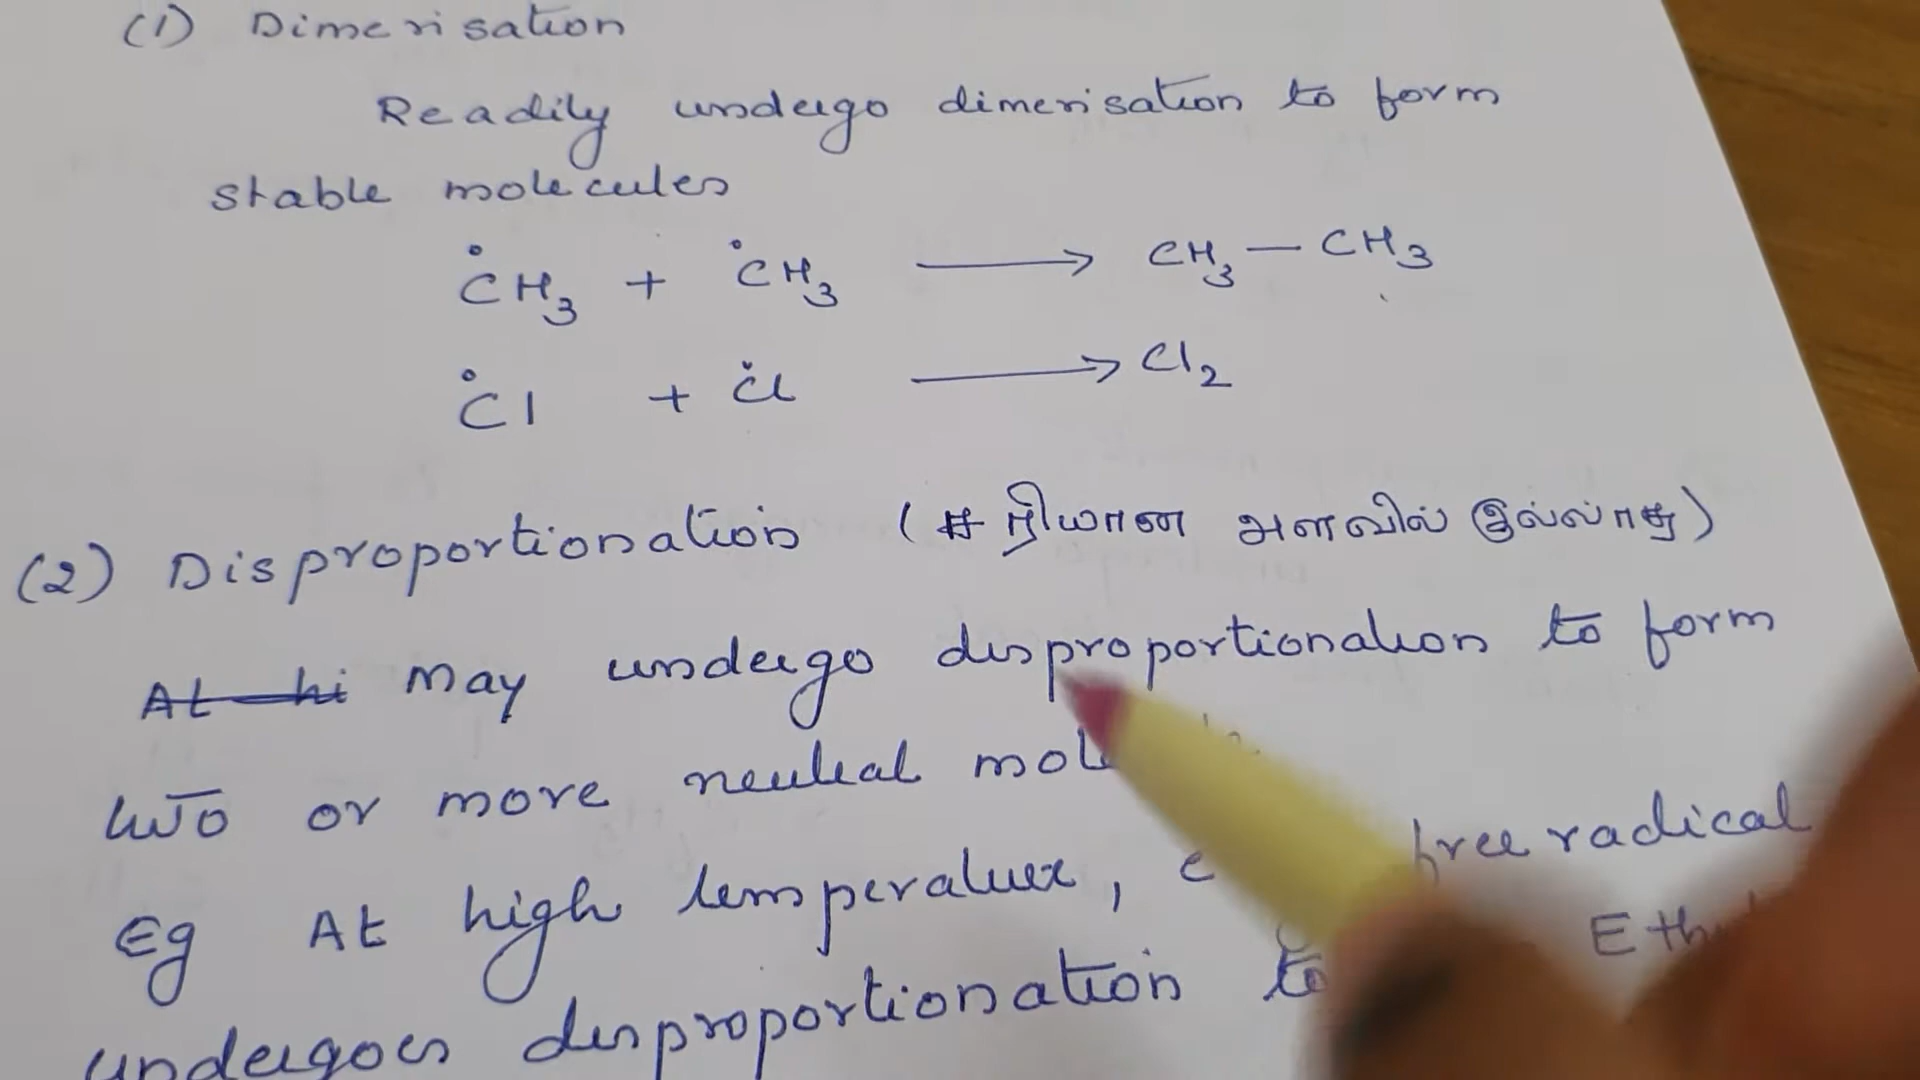 (1) Dimerisation
Readily undergo dimerisation to form
stable molecules
ĊH₃ + ĊH₃ ⟶ CH₃ — CH₃
Ċl + Ċl ⟶ Cl₂
(2) Disproportionation (சரியான அளவில் இல்லாத)
At hi May undergo disproportionation to form
two or more neutral
Eg At high temperature, free radical
undergoes disproportionation to